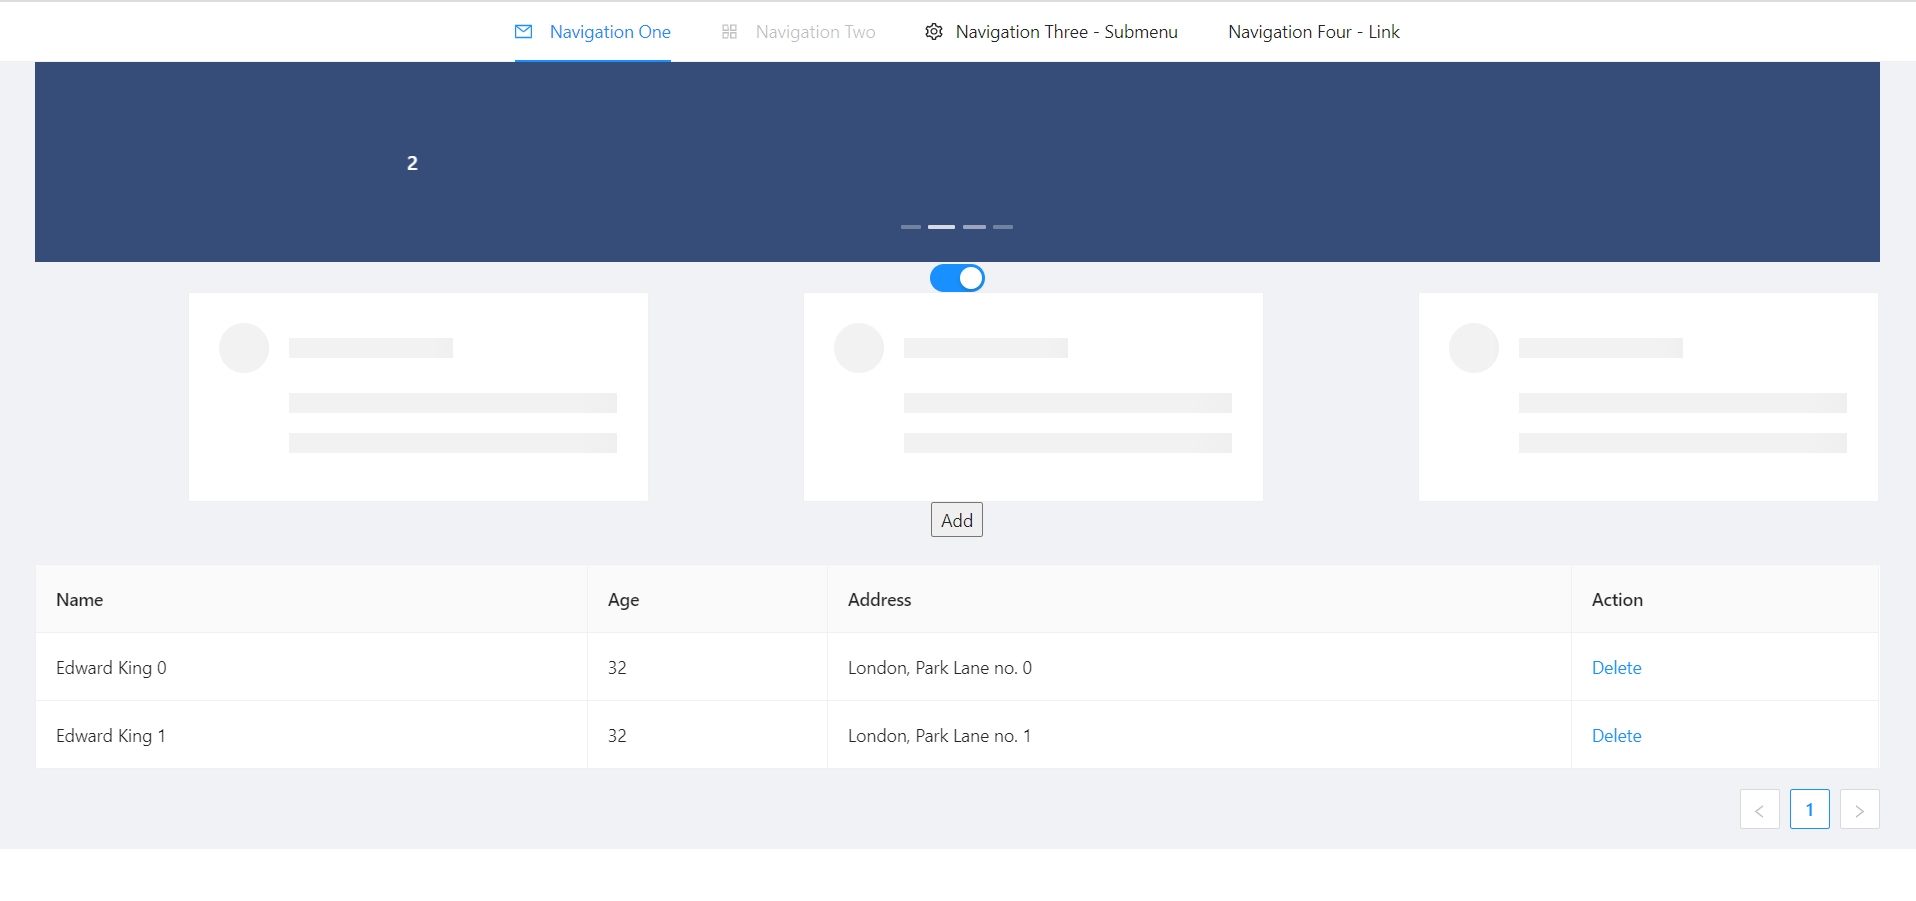 Navigation One Navigation Two Navigation Three - Submenu Navigation Four - Link
2
Add
Name Age Address Action
Edward King 0 32 London, Park Lane no. 0 Delete
Edward King 1 32 London, Park Lane no. 1 Delete
< 1 >